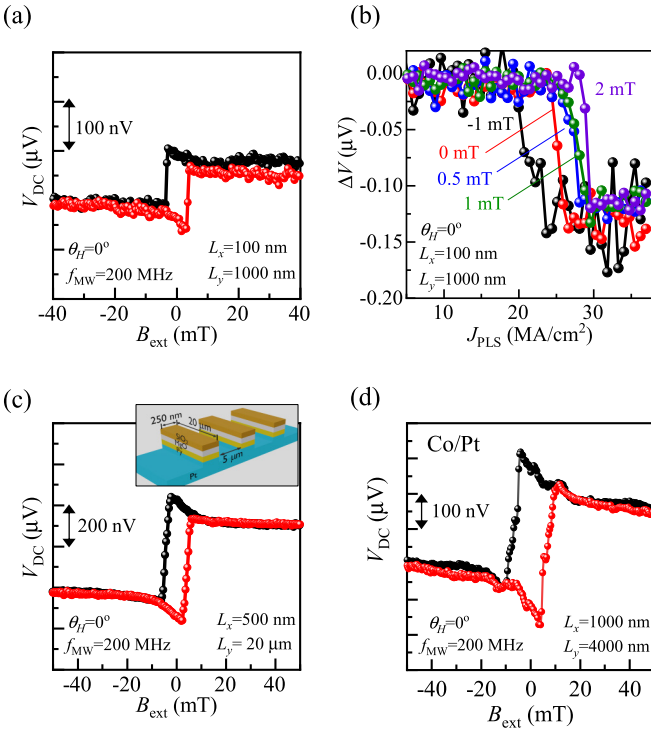 (a)
V_DC (μV)
100 nV
θ_H=0°
L_x=100 nm
f_MW=200 MHz
L_y=1000 nm
-40
-20
0
20
40
B_ext (mT)
(b)
ΔV (μV)
0.00
-0.05
-0.10
-0.15
-0.20
2 mT
-1 mT
0 mT
0.5 mT
1 mT
θ_H=0°
L_x=100 nm
L_y=1000 nm
10
20
30
J_PLS (MA/cm²)
(c)
250 nm
20 μm
5 μm
Pt
V_DC (μV)
200 nV
θ_H=0°
L_x=500 nm
f_MW=200 MHz
L_y= 20 μm
-40
-20
0
20
40
B_ext (mT)
(d)
Co/Pt
V_DC (μV)
100 nV
θ_H=0°
L_x=1000 nm
f_MW=200 MHz
L_y=4000 nm
-40
-20
0
20
40
B_ext (mT)